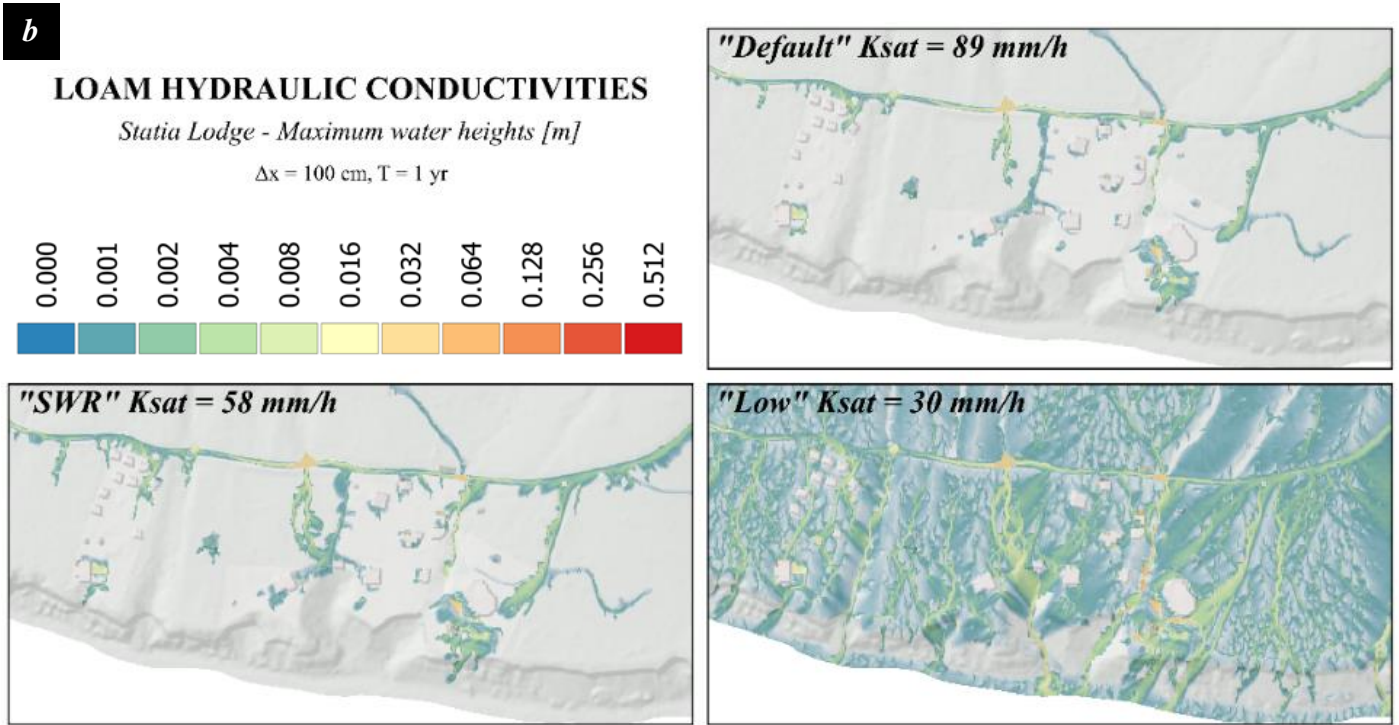 b
LOAM HYDRAULIC CONDUCTIVITIES
Statia Lodge - Maximum water heights [m]
Δx = 100 cm, T = 1 yr
0.000
0.001
0.002
0.004
0.008
0.016
0.032
0.064
0.128
0.256
0.512
"Default" Ksat = 89 mm/h
"SWR" Ksat = 58 mm/h
"Low" Ksat = 30 mm/h